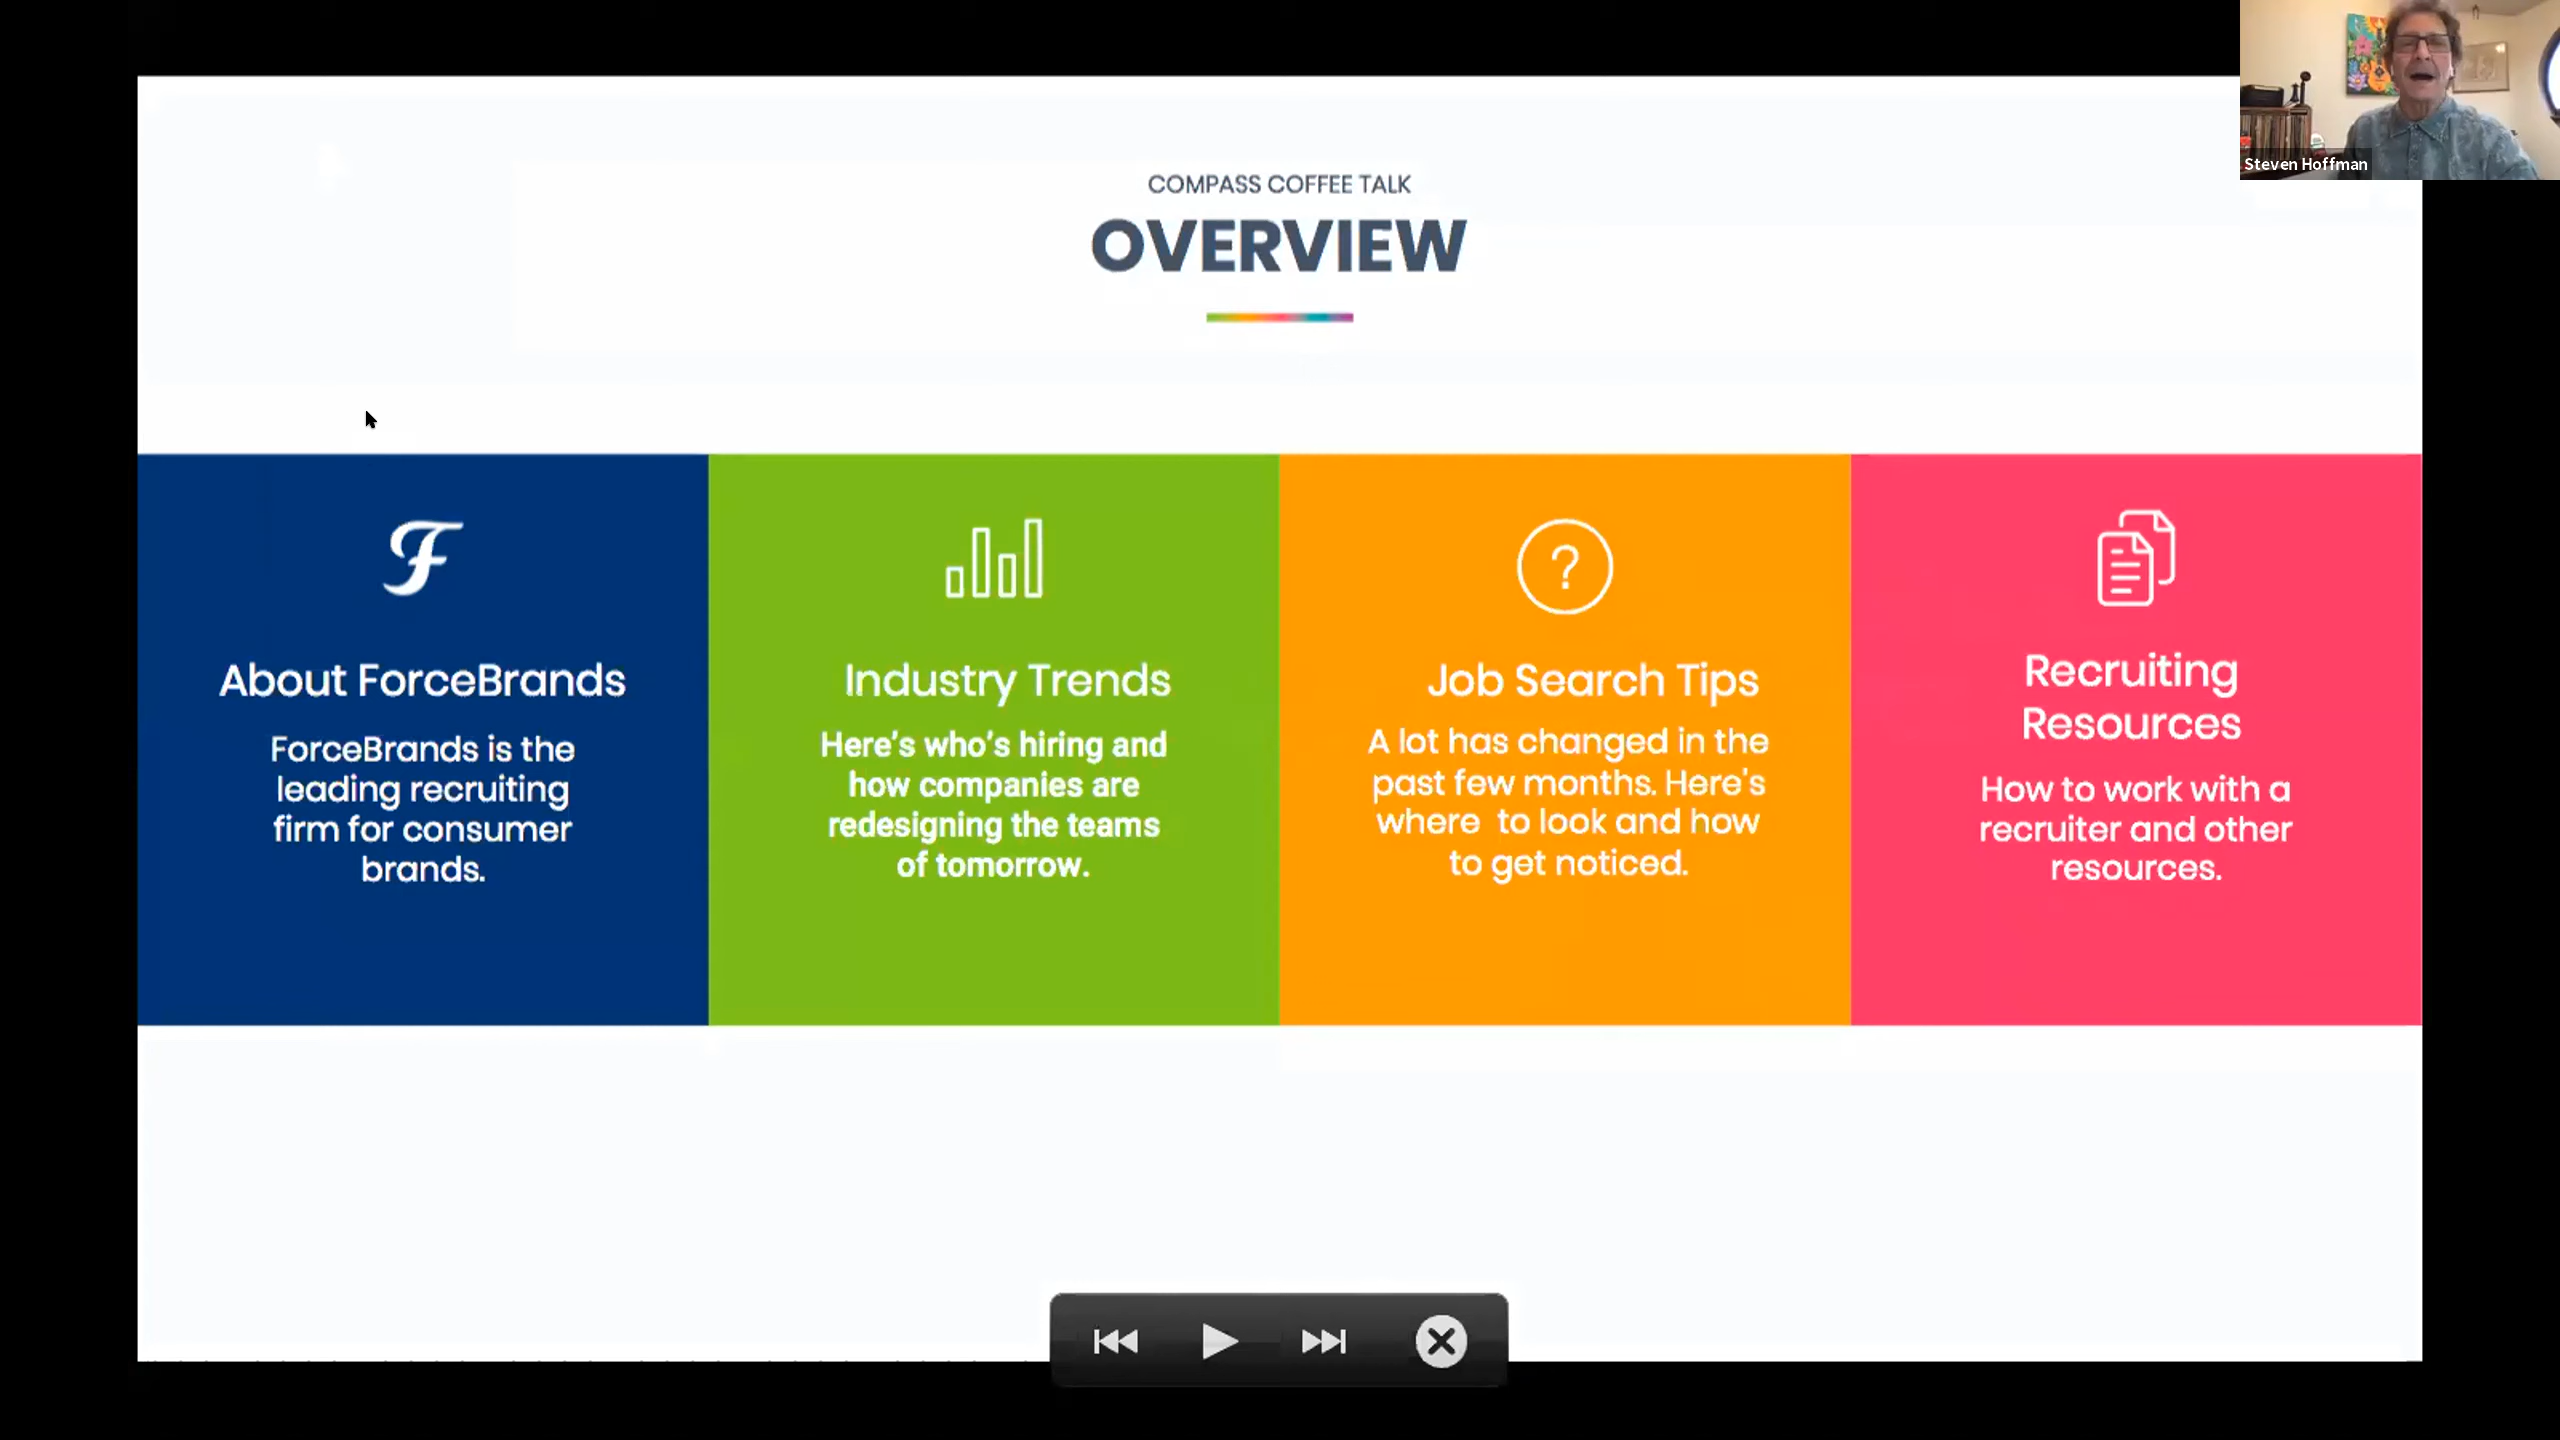 Steven Hoffman
COMPASS COFFEE TALK
OVERVIEW
F
About ForceBrands
ForceBrands is the
leading recruiting
firm for consumer
brands.
Industry Trends
Here's who's hiring and
how companies are
redesigning the teams
of tomorrow.
?
Job Search Tips
A lot has changed in the
past few months. Here's
where  to look and how
to get noticed.
Recruiting
Resources
How to work with a
recruiter and other
resources.